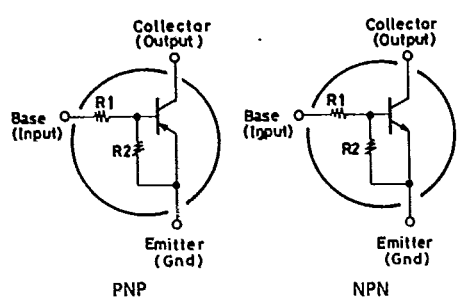 Collector
(Output)
R1
Base
(Input)
R2
Emitter
(Gnd)
PNP
Collector
(Output)
R1
Base
(Input)
R2
Emitter
(Gnd)
NPN